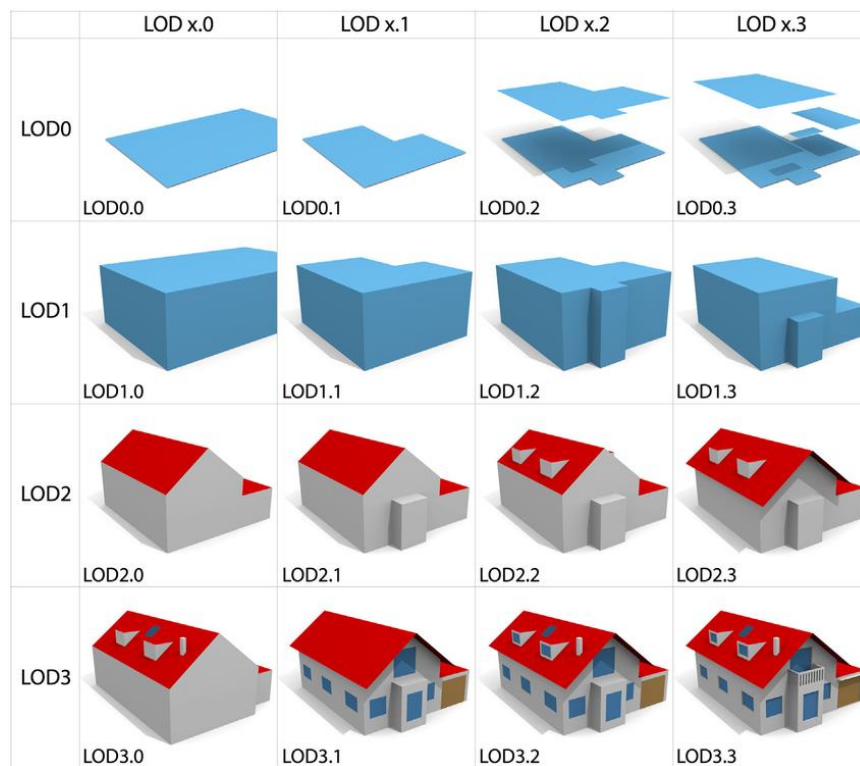 LOD x.0 LOD x.1 LOD x.2 LOD x.3
LOD0
LOD0.0 LOD0.1 LOD0.2 LOD0.3
LOD1
LOD1.0 LOD1.1 LOD1.2 LOD1.3
LOD2
LOD2.0 LOD2.1 LOD2.2 LOD2.3
LOD3
LOD3.0 LOD3.1 LOD3.2 LOD3.3